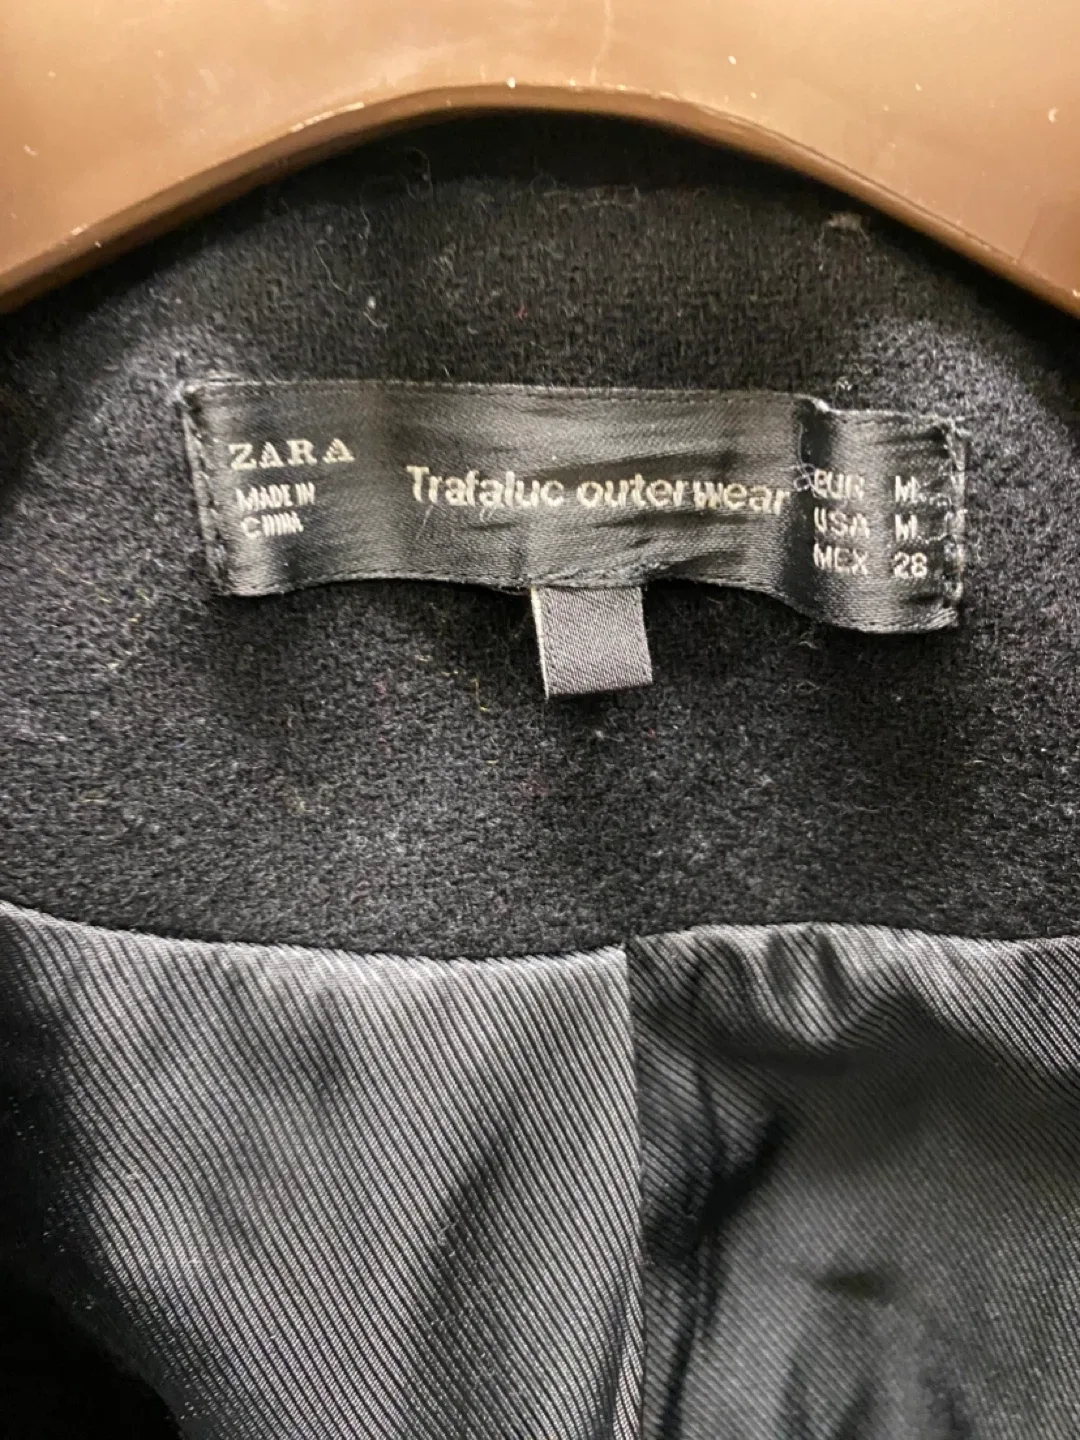 ZARA
MADE IN
CHINA
Trafaluc outerwear
EUR M
USA M
MEX 28